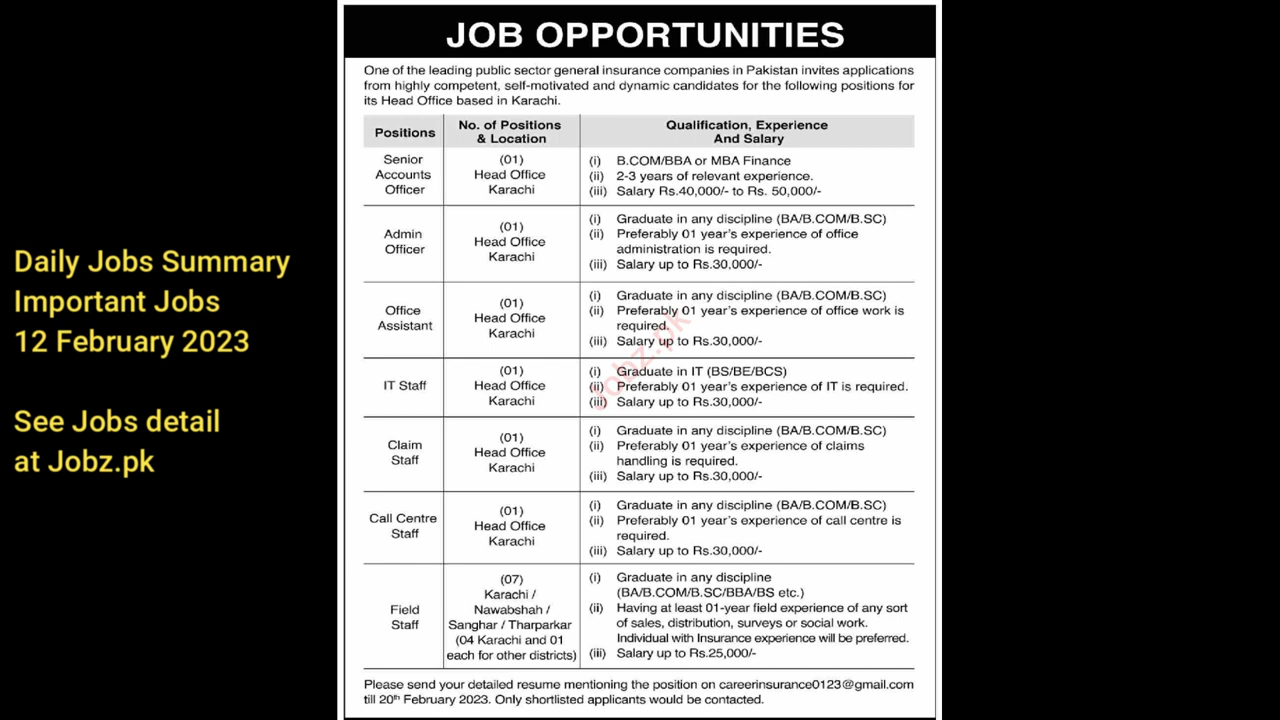 JOB OPPORTUNITIES
One of the leading public sector general insurance companies in Pakistan invites applications
from highly competent, self-motivated and dynamic candidates for the following positions for
its Head Office based in Karachi.
Positions
No. of Positions
& Location
Qualification, Experience
And Salary
Senior
Accounts
Officer
(01)
Head Office
Karachi
(i) B.COM/BBA or MBA Finance
(ii) 2-3 years of relevant experience.
(iii) Salary Rs.40,000/- to Rs. 50,000/-
Admin
Officer
(01)
Head Office
Karachi
(i) Graduate in any discipline (BA/B.COM/B.SC)
(ii) Preferably 01 year's experience of office
administration is required.
(iii) Salary up to Rs.30,000/-
Office
Assistant
(01)
Head Office
Karachi
(i) Graduate in any discipline (BA/B.COM/B.SC)
(ii) Preferably 01 year's experience of office work is
required.
(iii) Salary up to Rs.30,000/-
IT Staff
(01)
Head Office
Karachi
(i) Graduate in IT (BS/BE/BCS)
(ii) Preferably 01 year's experience of IT is required.
(iii) Salary up to Rs.30,000/-
Claim
Staff
(01)
Head Office
Karachi
(i) Graduate in any discipline (BA/B.COM/B.SC)
(ii) Preferably 01 year's experience of claims
handling is required.
(iii) Salary up to Rs.30,000/-
Call Centre
Staff
(01)
Head Office
Karachi
(i) Graduate in any discipline (BA/B.COM/B.SC)
(ii) Preferably 01 year's experience of call centre is
required.
(iii) Salary up to Rs.30,000/-
Field
Staff
(07)
Karachi /
Nawabshah /
Sanghar / Tharparkar
(04 Karachi and 01
each for other districts)
(i) Graduate in any discipline
(BA/B.COM/B.SC/BBA/BS etc.)
(ii) Having at least 01-year field experience of any sort
of sales, distribution, surveys or social work.
Individual with Insurance experience will be preferred.
(iii) Salary up to Rs.25,000/-
Please send your detailed resume mentioning the position on careerinsurance0123@gmail.com
till 20th February 2023. Only shortlisted applicants would be contacted.
Jobz.pk
Daily Jobs Summary
Important Jobs
12 February 2023
See Jobs detail
at Jobz.pk